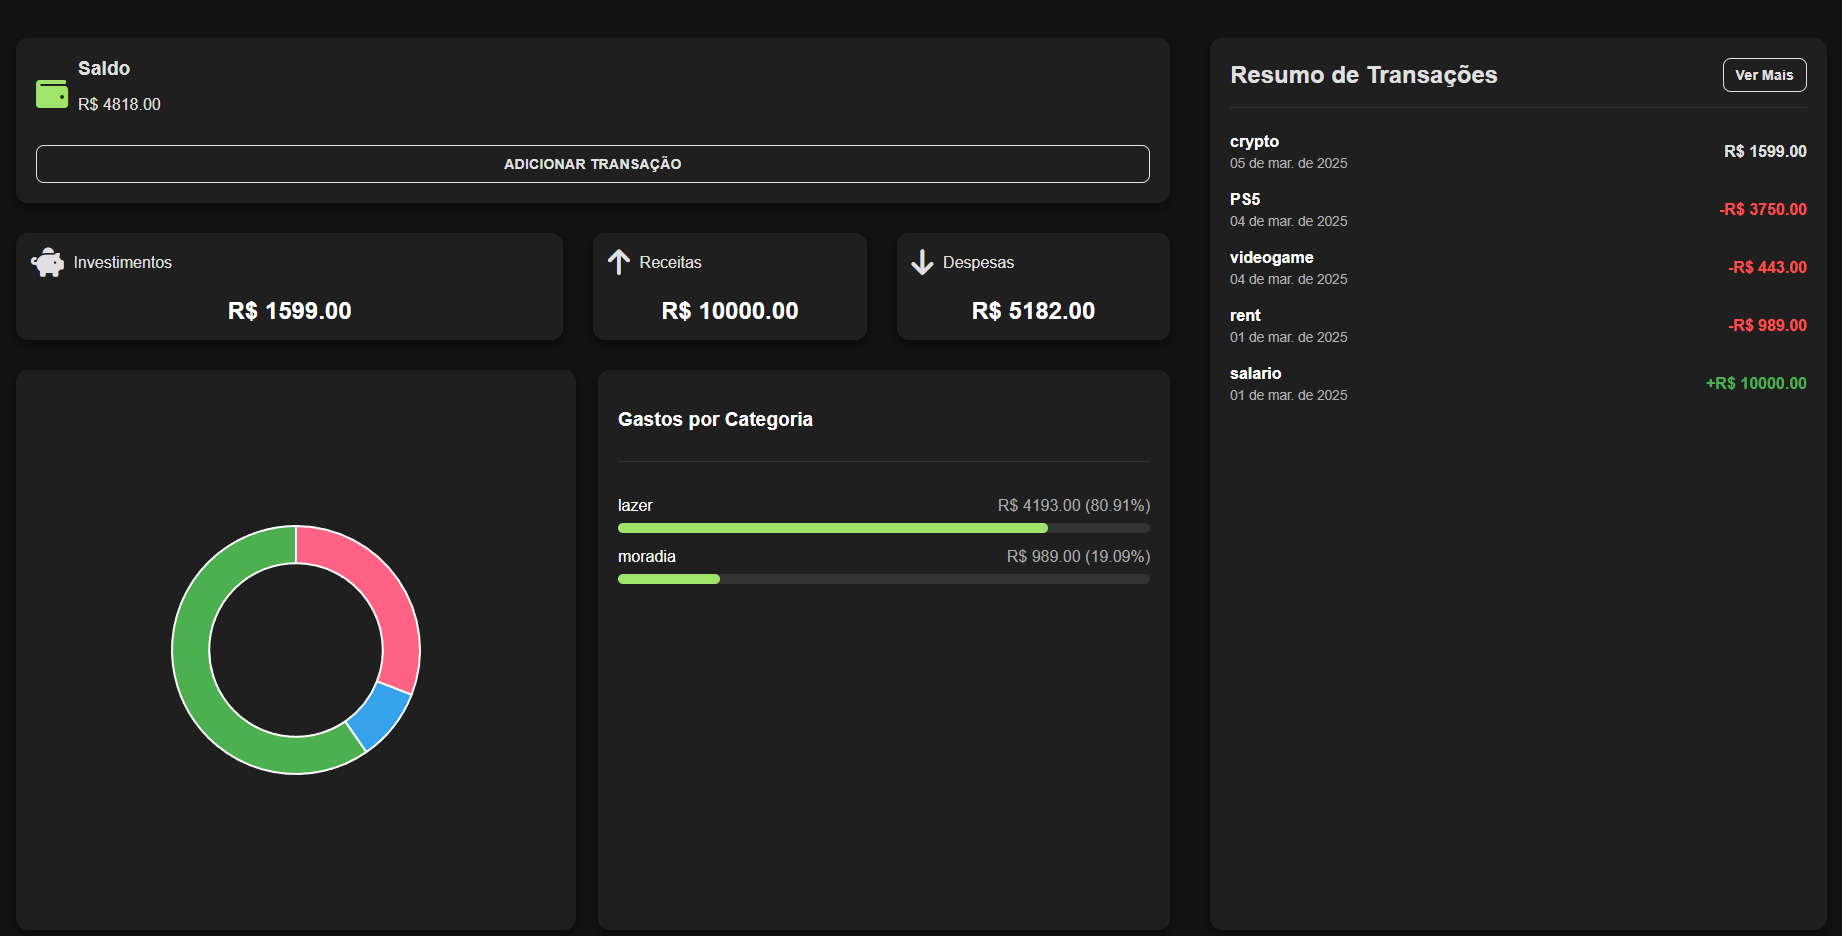 Saldo
R$ 4818.00
ADICIONAR TRANSAÇÃO
Investimentos
R$ 1599.00
Receitas
R$ 10000.00
Despesas
R$ 5182.00
Gastos por Categoria
lazer R$ 4193.00 (80.91%)
moradia R$ 989.00 (19.09%)
Resumo de Transações
Ver Mais
crypto
05 de mar. de 2025
R$ 1599.00
PS5
04 de mar. de 2025
-R$ 3750.00
videogame
04 de mar. de 2025
-R$ 443.00
rent
01 de mar. de 2025
-R$ 989.00
salario
01 de mar. de 2025
+R$ 10000.00